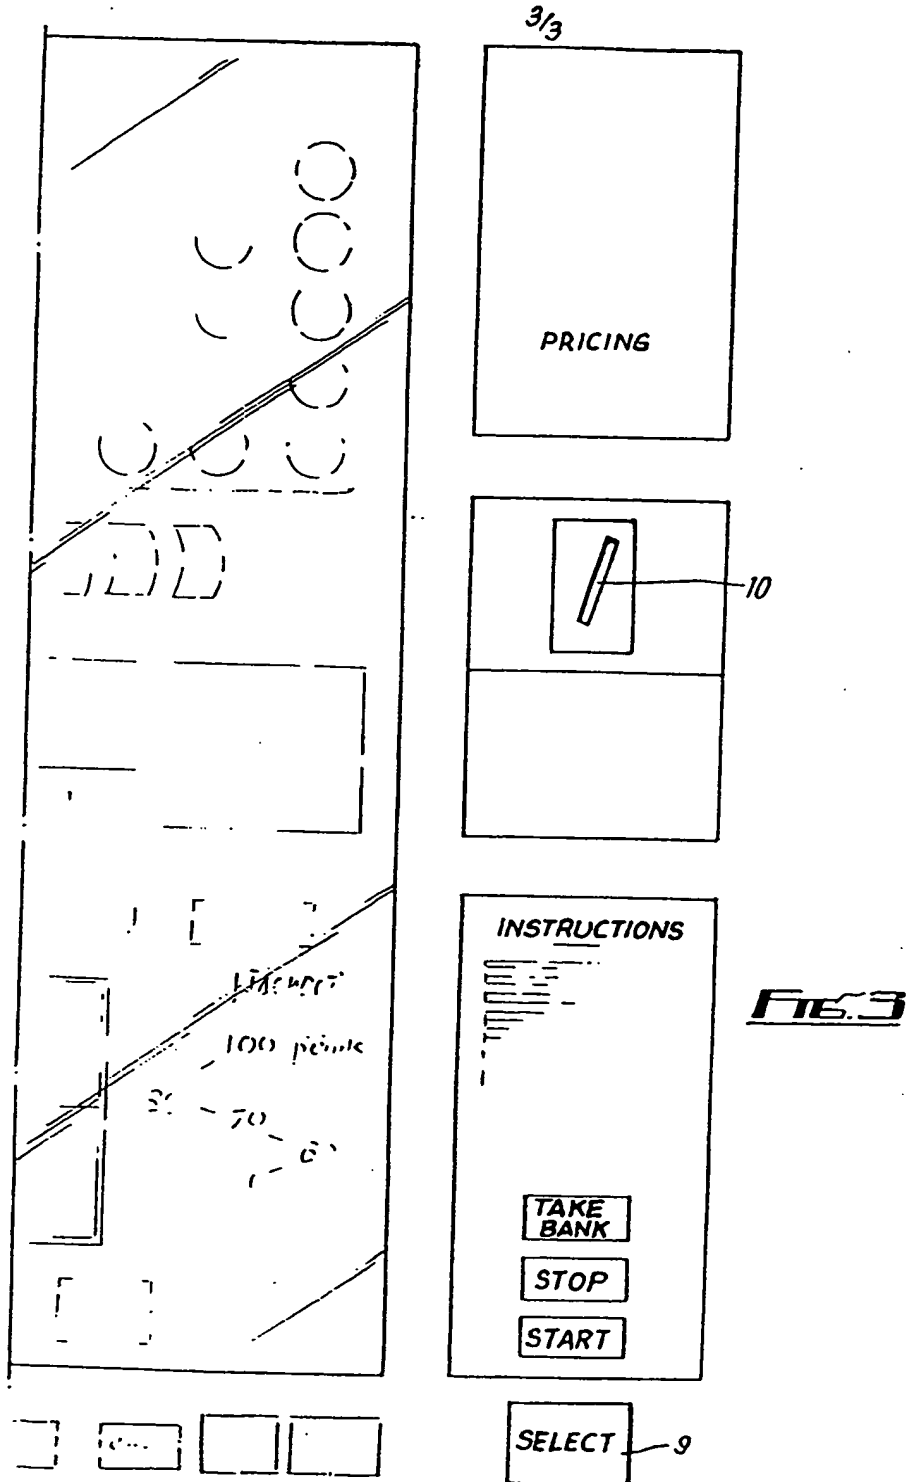 3/3
PRICING
10
INSTRUCTIONS
100
70
FIG. 3
TAKE
BANK
STOP
START
SELECT
9